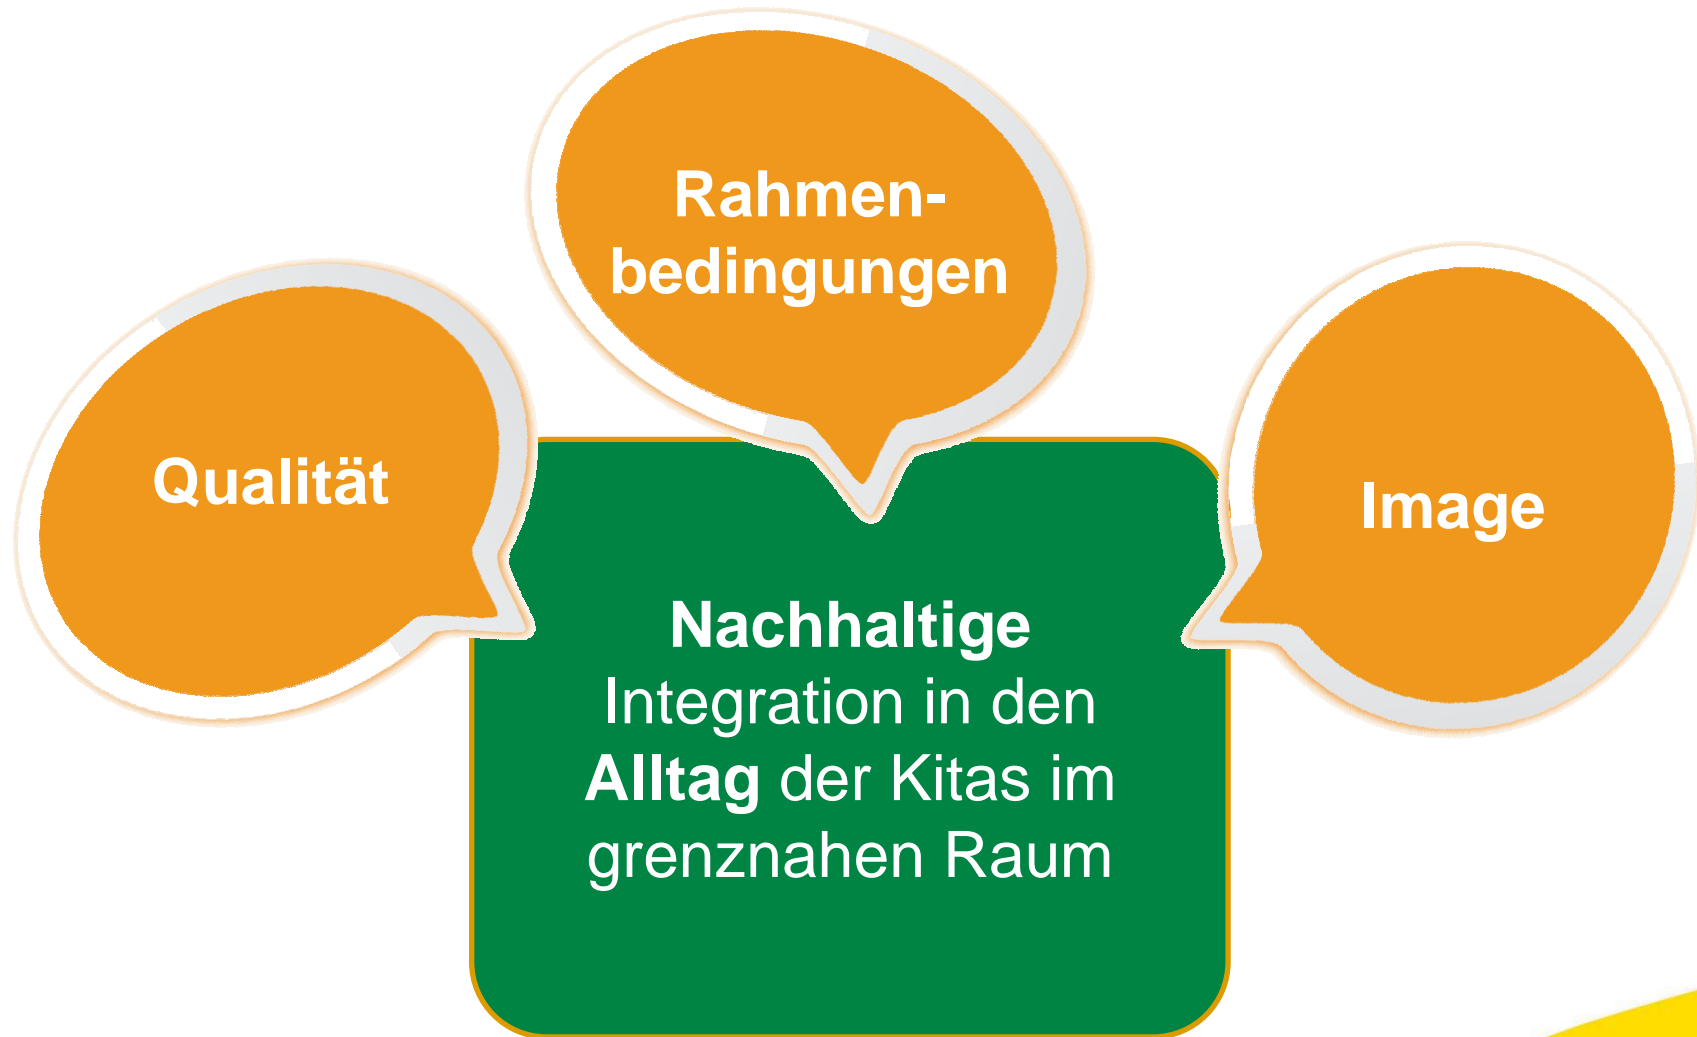 Rahmen-
bedingungen
Qualität
Image
Nachhaltige
Integration in den
Alltag der Kitas im
grenznahen Raum